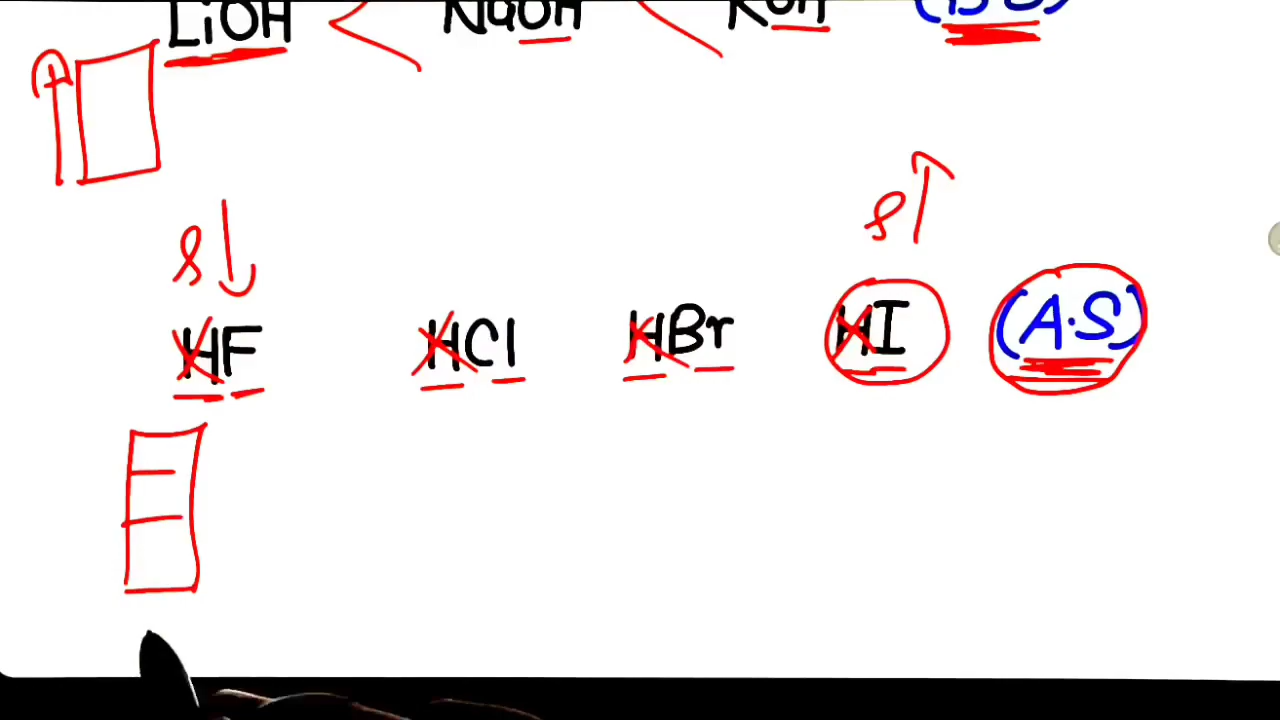 LiOH < NaOH < KOH (B.S)
s↓ s↑
HF HCl HBr HI (A.S)